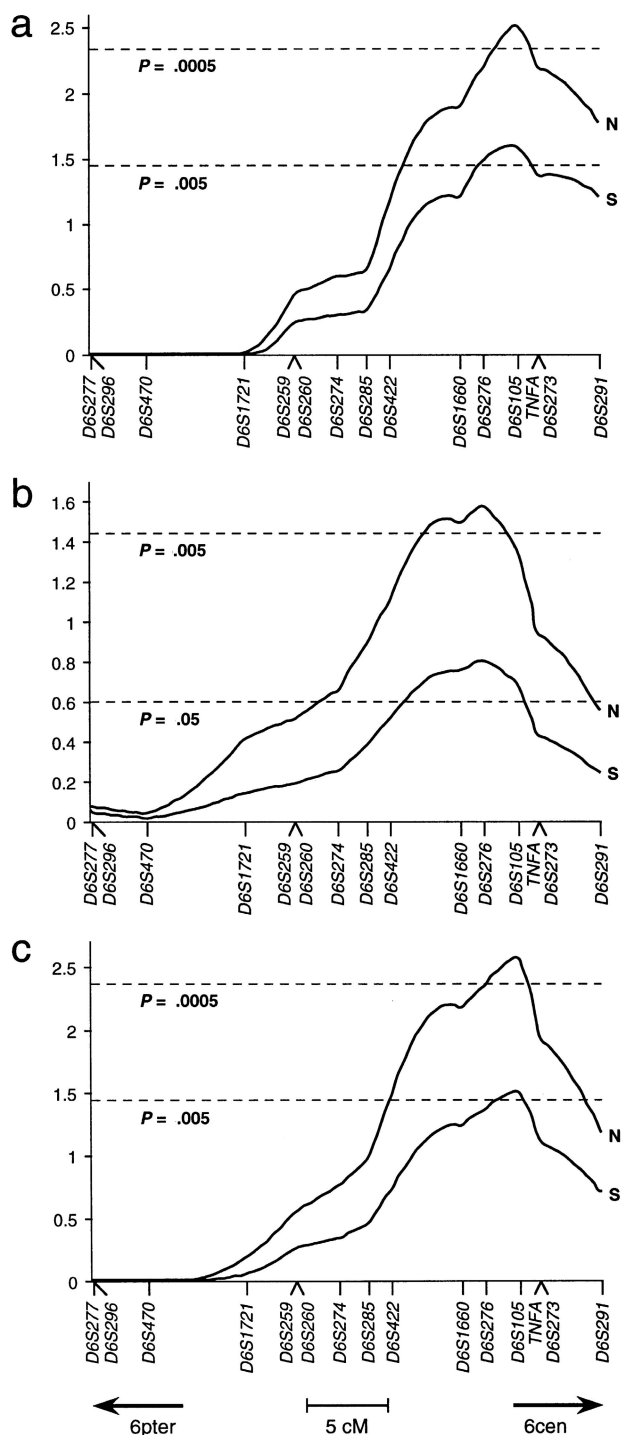 a
2.5
P = .0005
2
N
1.5
P = .005
S
1
0.5
0
D6S277 D6S296 D6S470 D6S1721 D6S259 D6S260 D6S274 D6S285 D6S422 D6S1660 D6S276 D6S105 TNFA D6S273 D6S291
b
1.6
1.4
P = .005
1.2
1
0.8
0.6
N
P = .05
0.4
S
0.2
0
D6S277 D6S296 D6S470 D6S1721 D6S259 D6S260 D6S274 D6S285 D6S422 D6S1660 D6S276 D6S105 TNFA D6S273 D6S291
c
2.5
P = .0005
2
1.5
P = .005
N
1
S
0.5
0
D6S277 D6S296 D6S470 D6S1721 D6S259 D6S260 D6S274 D6S285 D6S422 D6S1660 D6S276 D6S105 TNFA D6S273 D6S291
6pter 5 cM 6cen